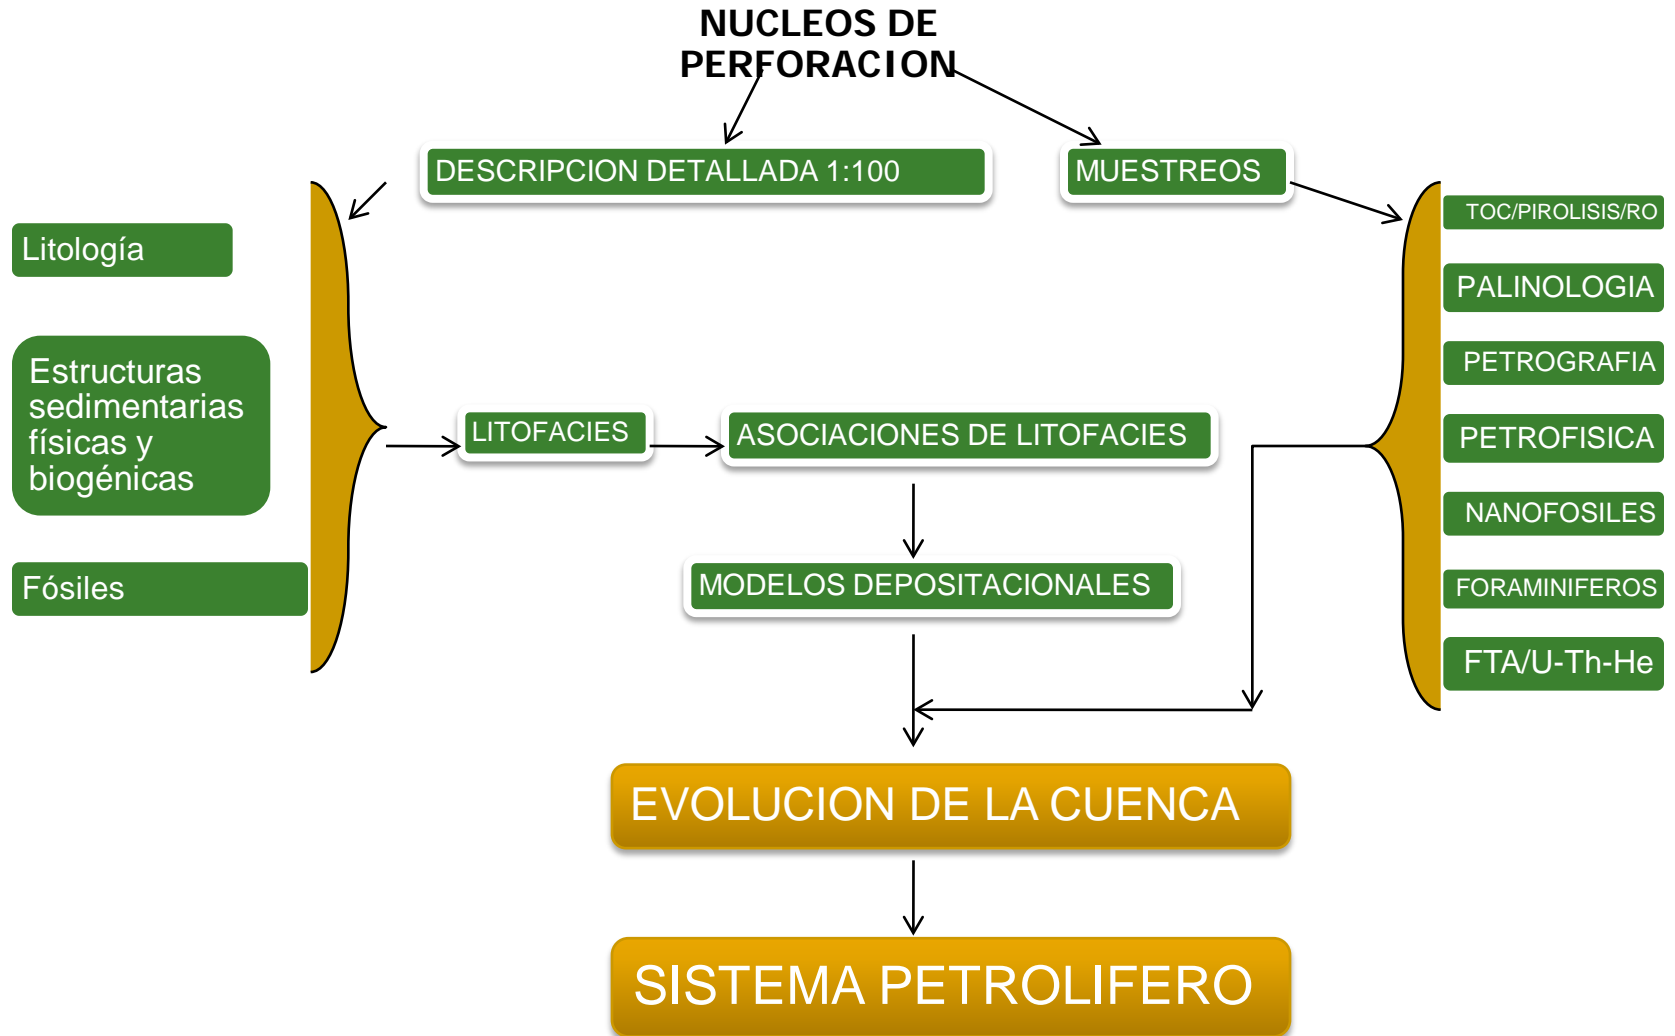 NUCLEOS DE
PERFORACION
DESCRIPCION DETALLADA 1:100
MUESTREOS
Litología
Estructuras
sedimentarias
físicas y
biogénicas
Fósiles
LITOFACIES
ASOCIACIONES DE LITOFACIES
MODELOS DEPOSITACIONALES
TOC/PIROLISIS/RO
PALINOLOGIA
PETROGRAFIA
PETROFISICA
NANOFOSILES
FORAMINIFEROS
FTA/U-Th-He
EVOLUCION DE LA CUENCA
SISTEMA PETROLIFERO